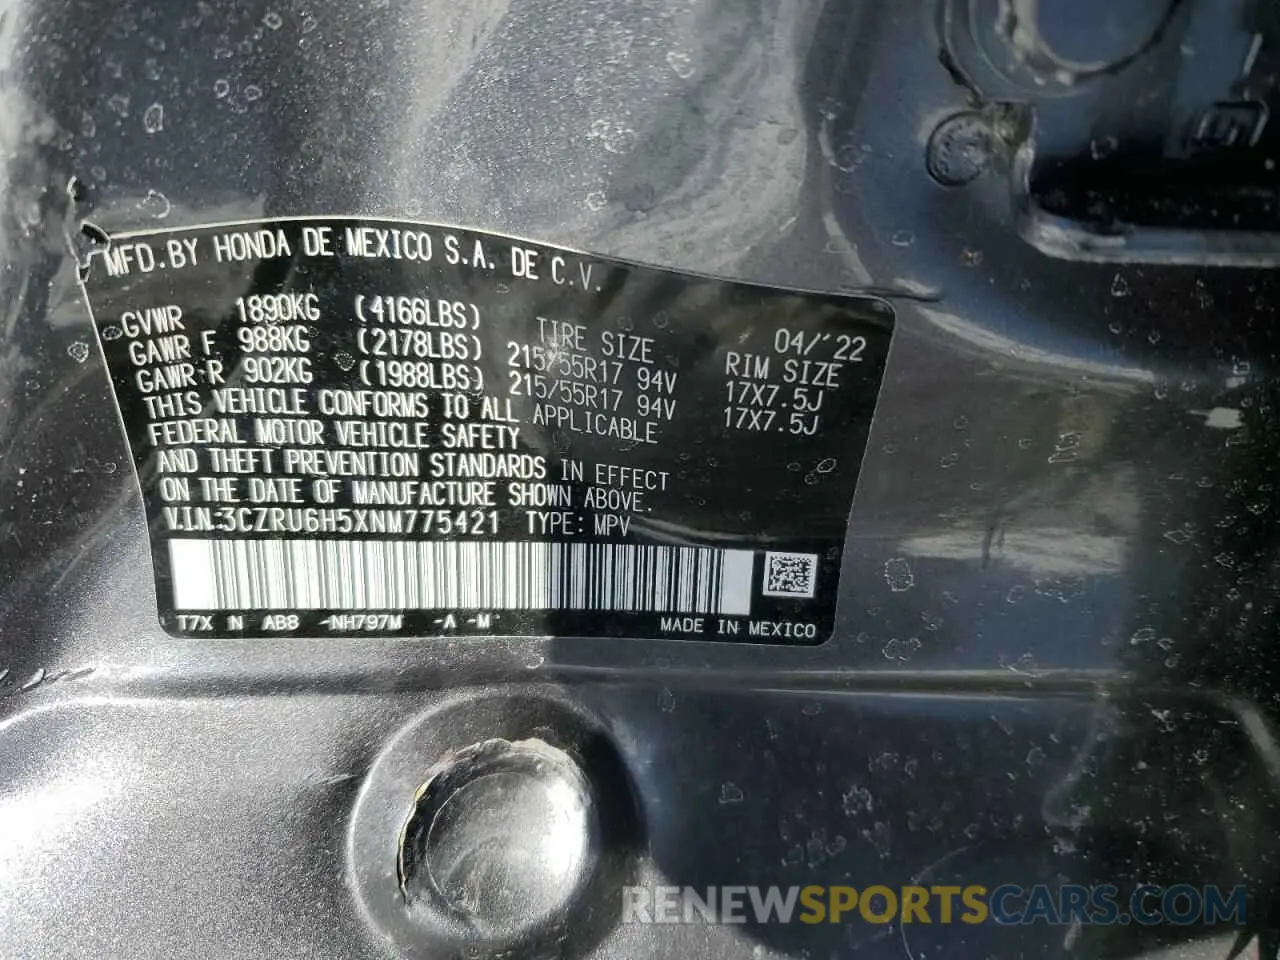 MFD.BY HONDA DE MEXICO S.A. DE C.V.
04/'22
GVWR 1890KG (4166LBS) TIRE SIZE RIM SIZE
GAWR F 988KG (2178LBS) 215/55R17 94V 17X7.5J
GAWR R 902KG (1988LBS) 215/55R17 94V 17X7.5J
THIS VEHICLE CONFORMS TO ALL APPLICABLE
FEDERAL MOTOR VEHICLE SAFETY
AND THEFT PREVENTION STANDARDS IN EFFECT
ON THE DATE OF MANUFACTURE SHOWN ABOVE.
V.I.N:3CZRU6H5XNM775421 TYPE: MPV
T7X N AB8 -NH797M -A -M MADE IN MEXICO
RENEWSPORTSCARS.COM